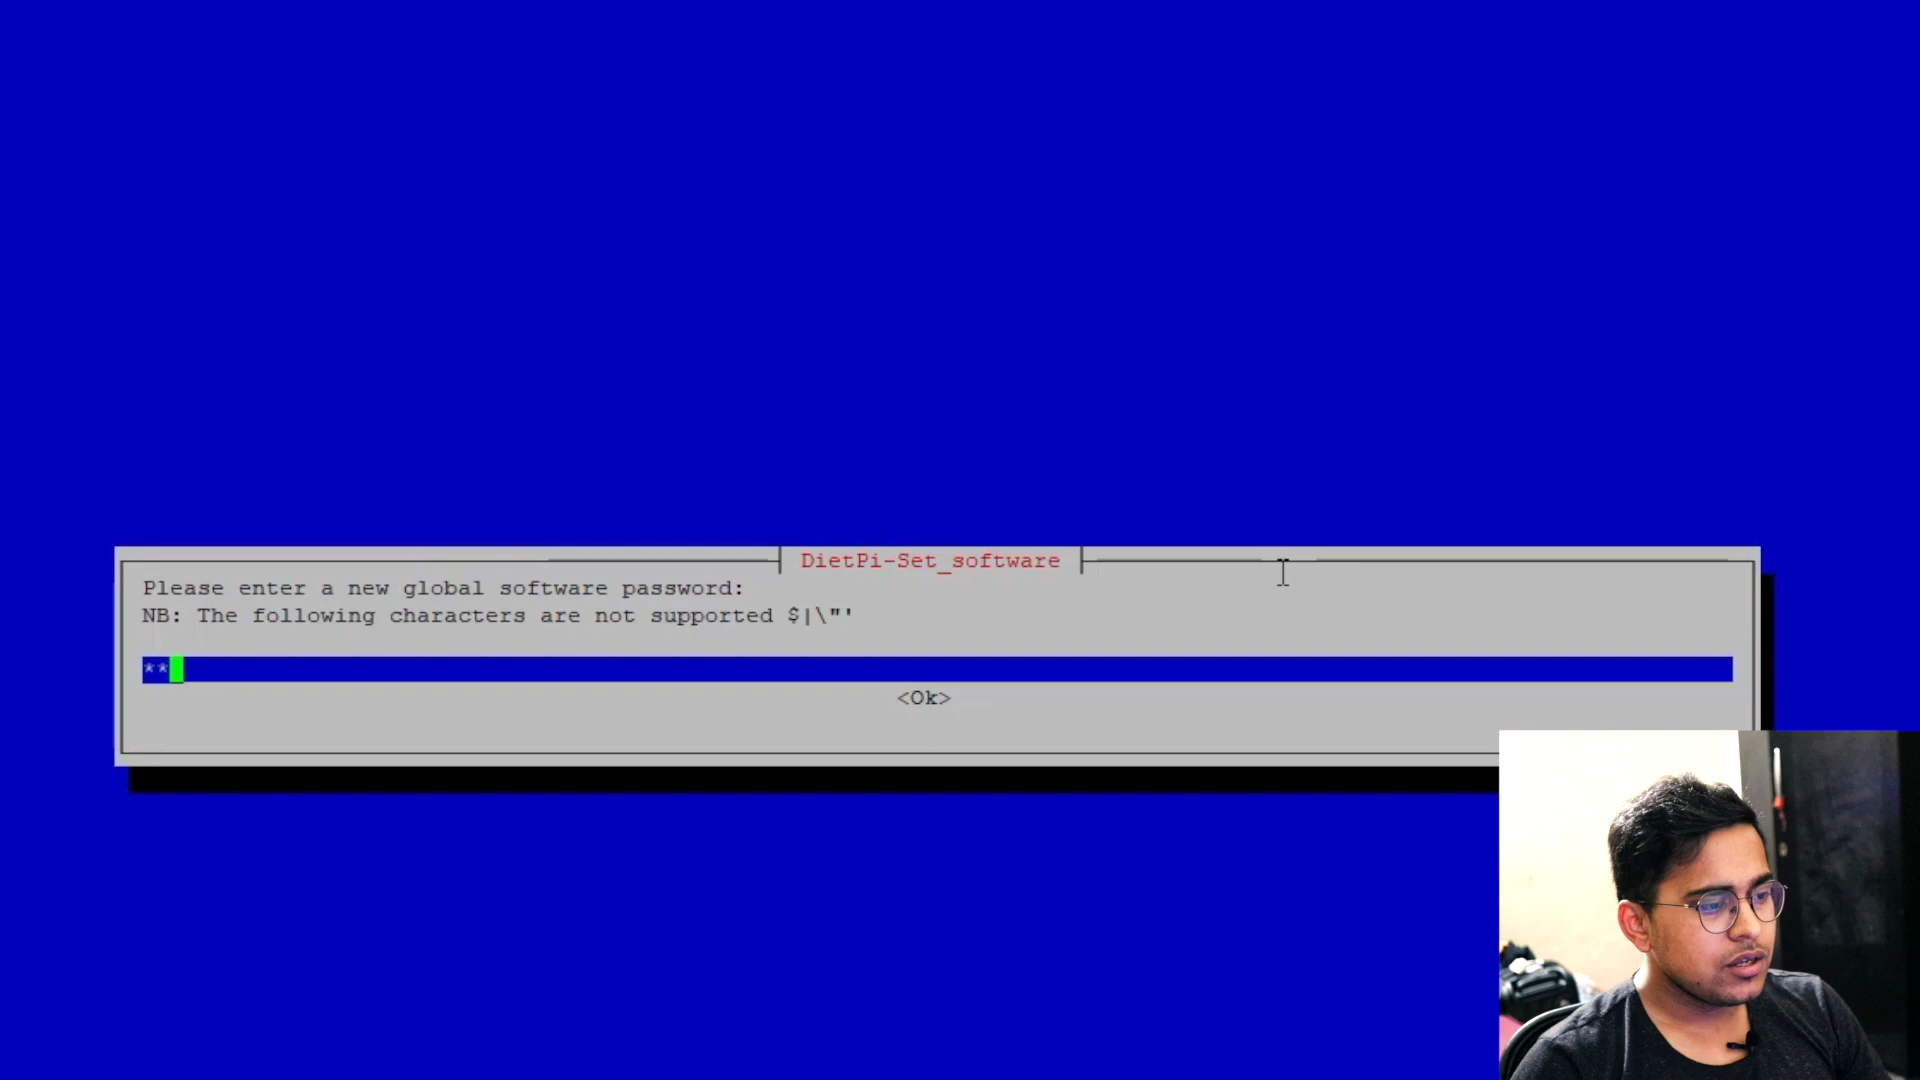 DietPi-Set_software
Please enter a new global software password:
NB: The following characters are not supported $|\"'
**
<Ok>